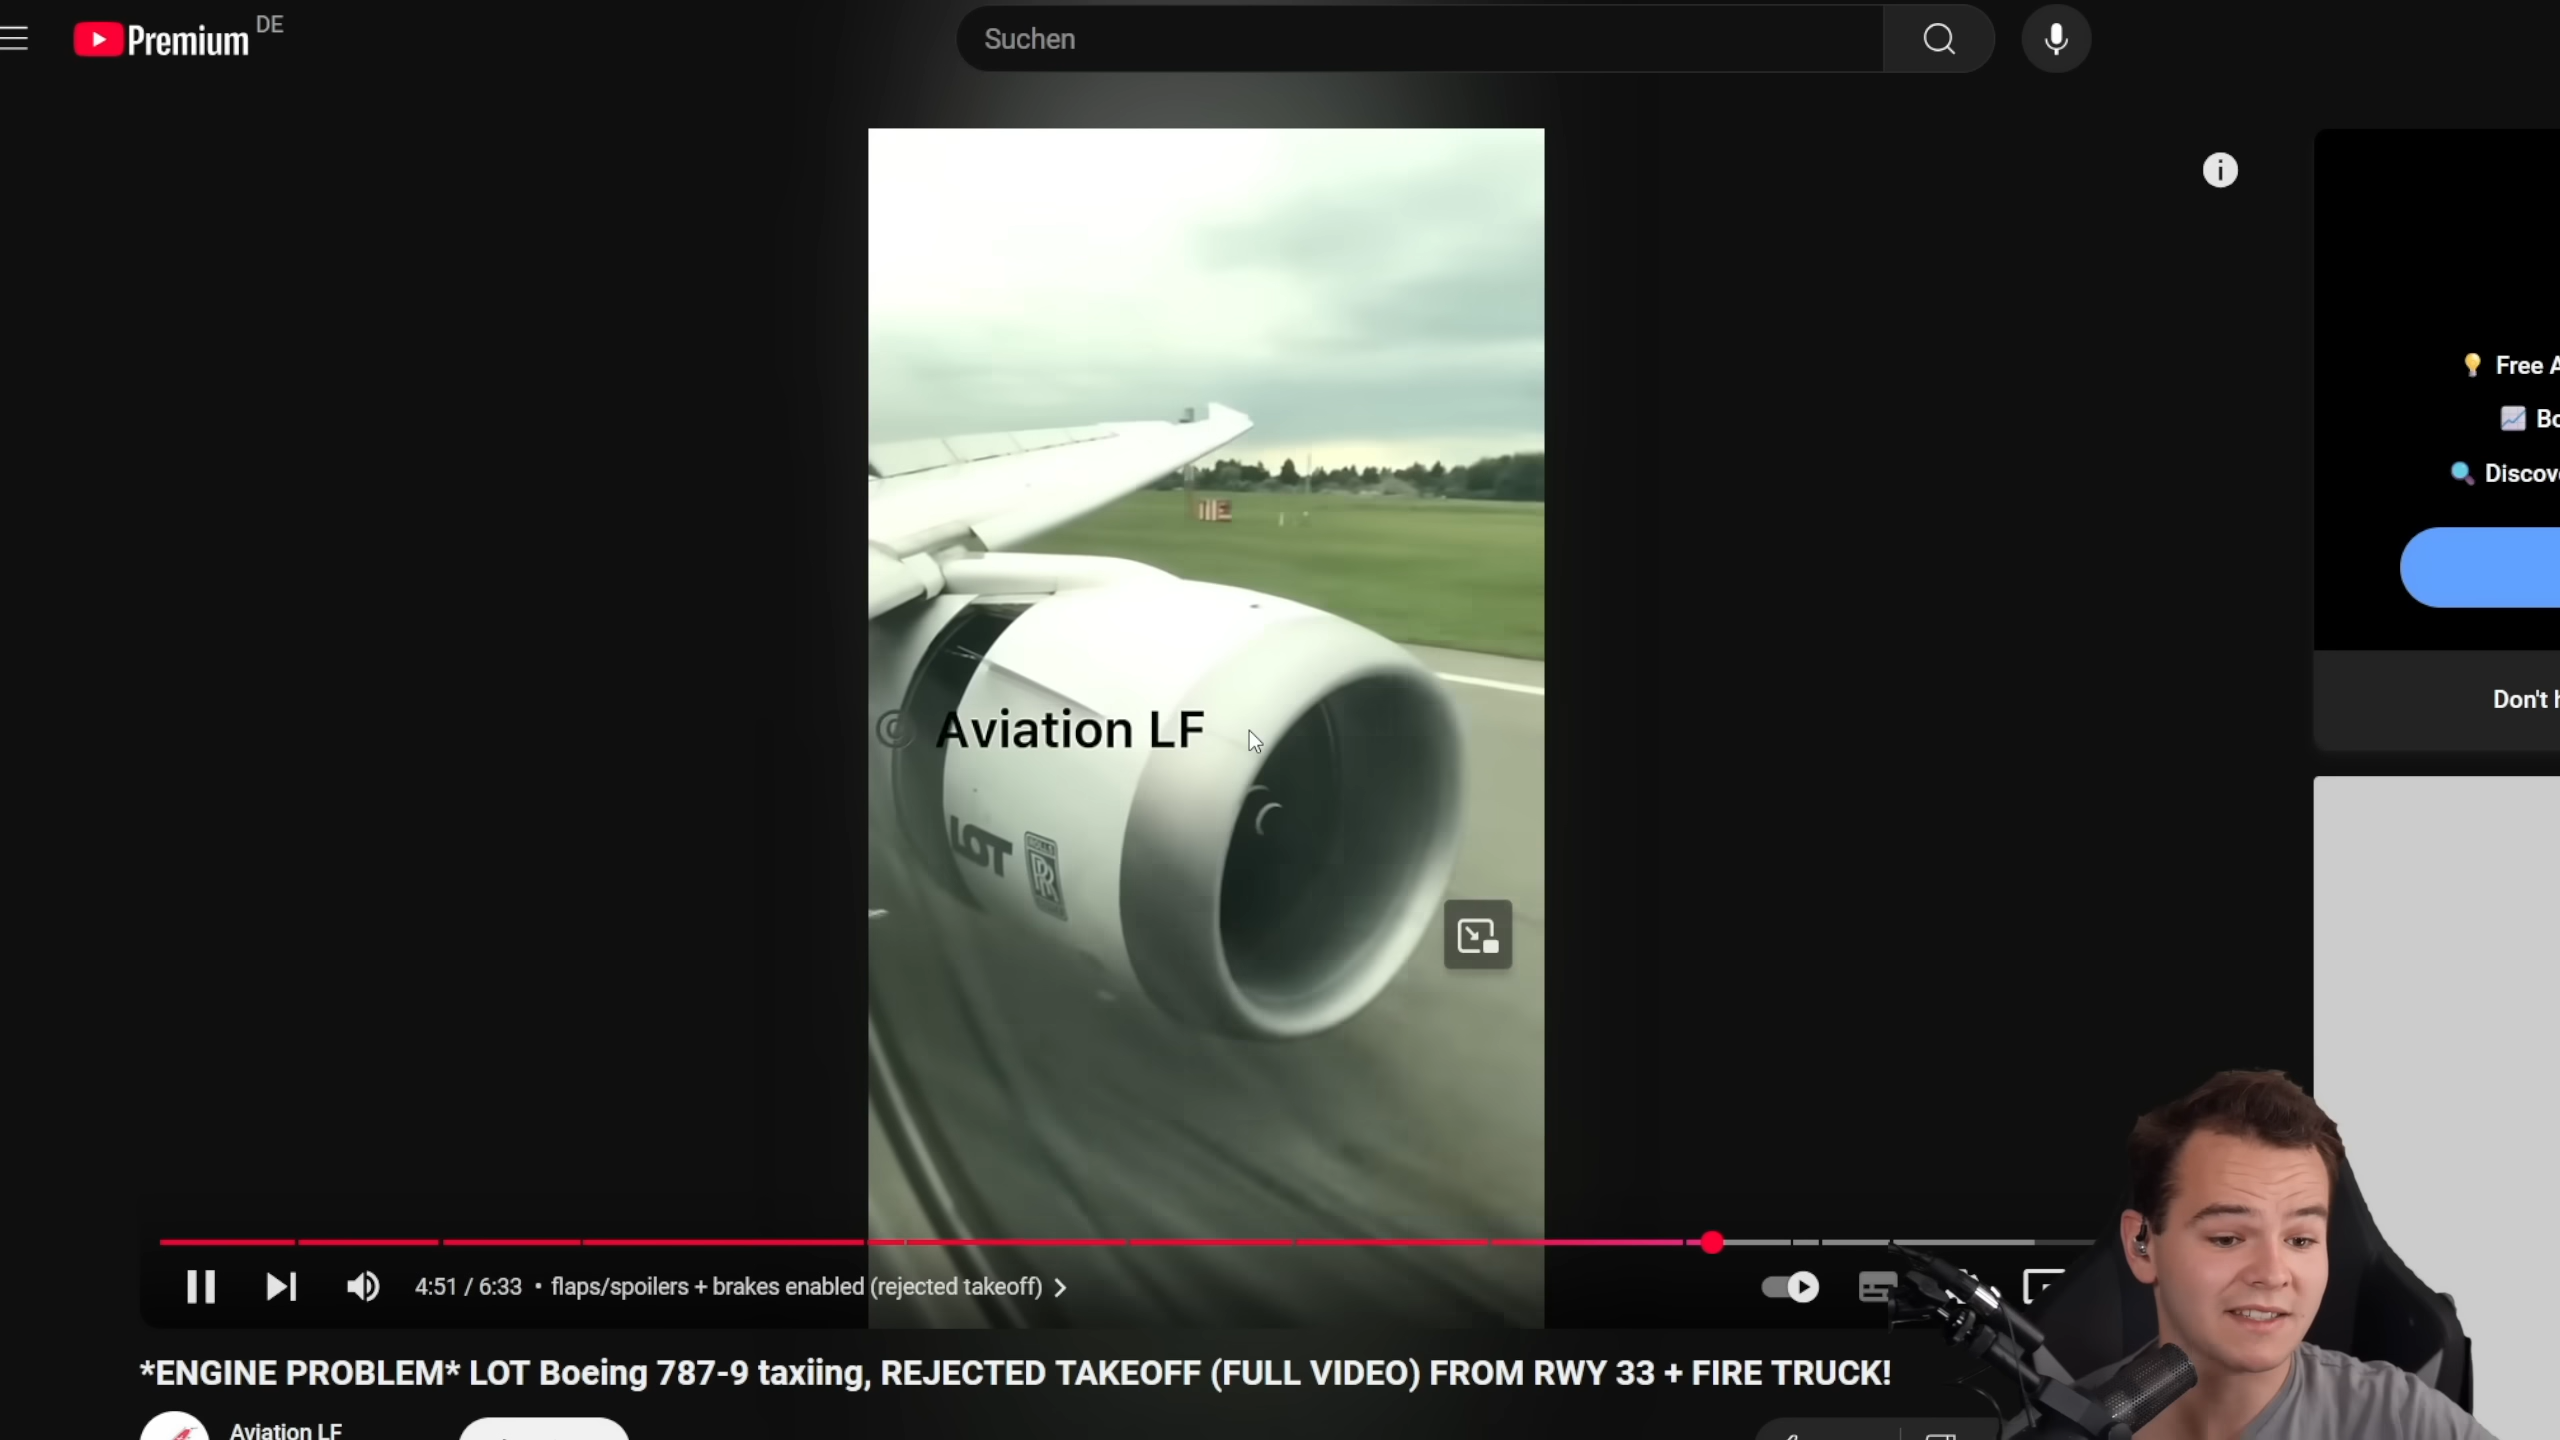 Premium DE
Suchen
Free
Discov
© Aviation LF
LOT
Don't
4:51 / 6:33 • flaps/spoilers + brakes enabled (rejected takeoff)
*ENGINE PROBLEM* LOT Boeing 787-9 taxiing, REJECTED TAKEOFF (FULL VIDEO) FROM RWY 33 + FIRE TRUCK!
Aviation LF